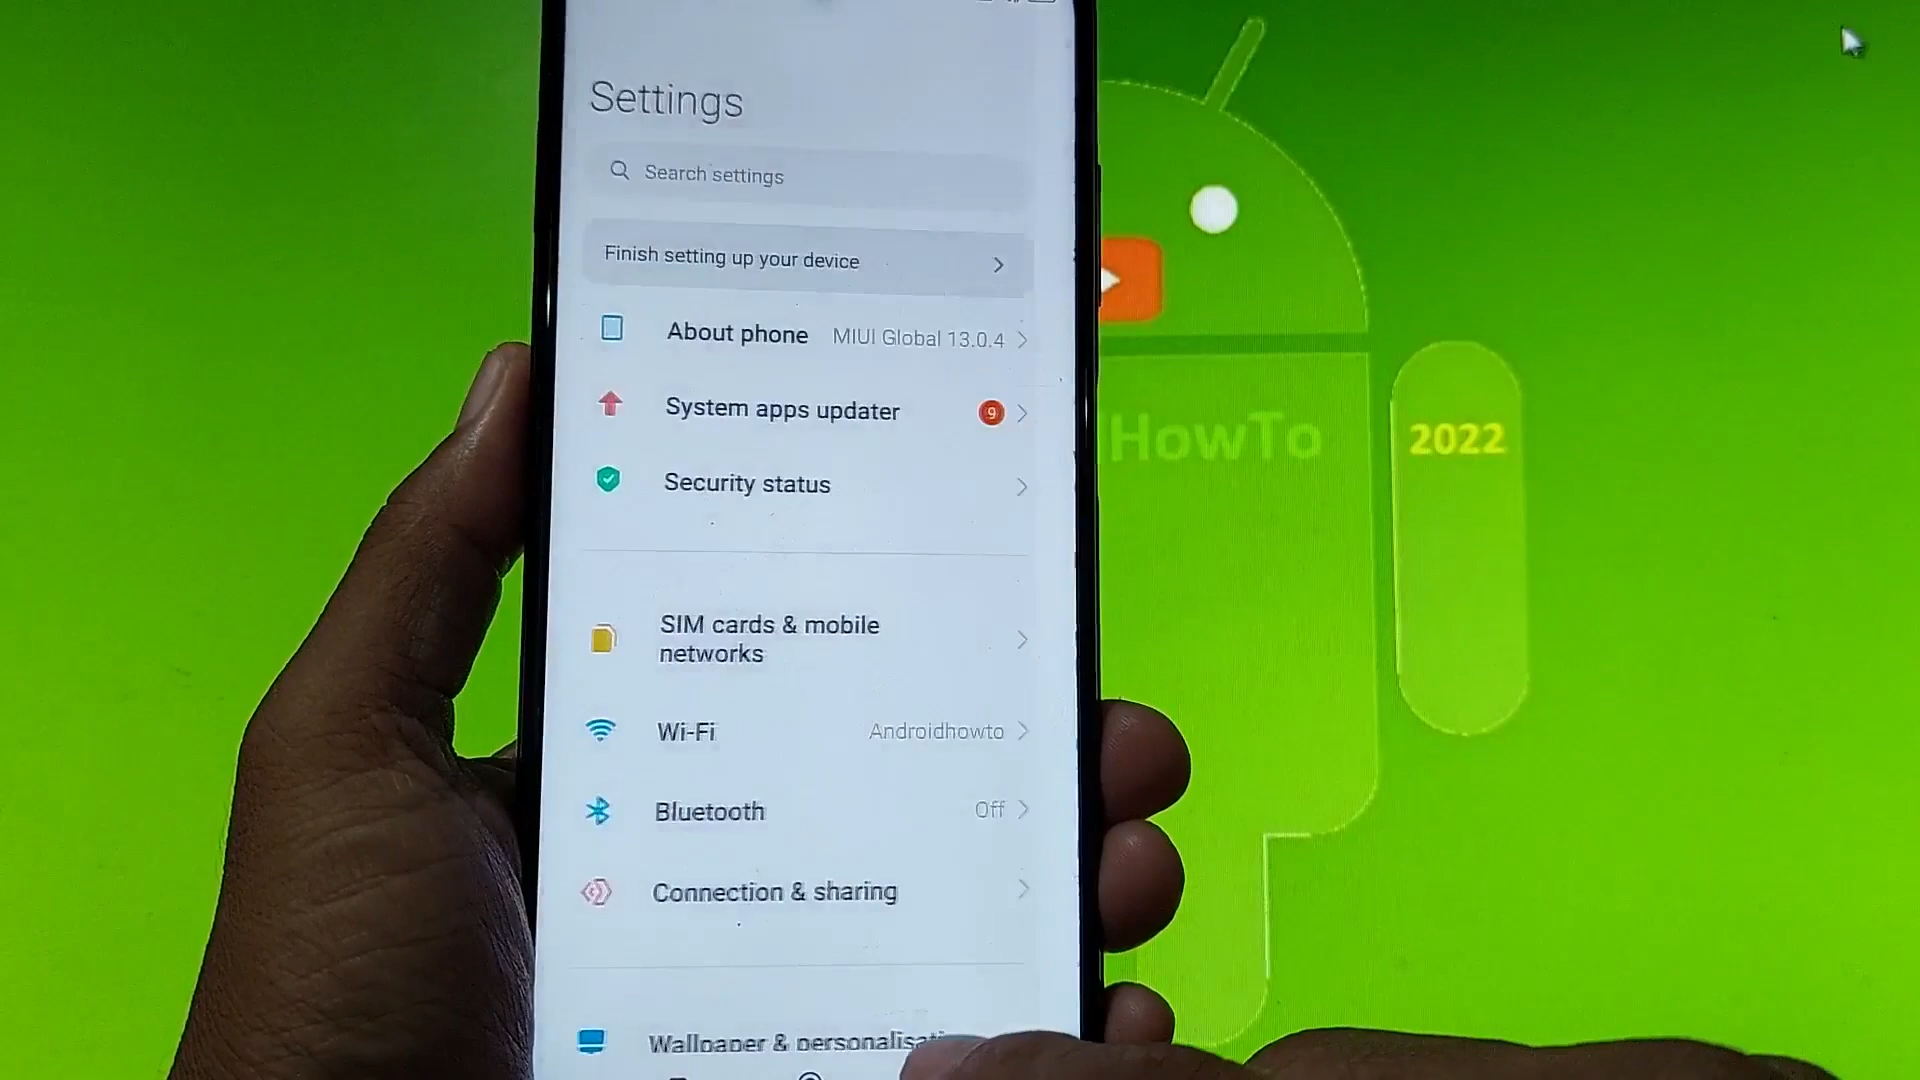 Settings
Search settings
Finish setting up your device
About phone MIUI Global 13.0.4
System apps updater 9
Security status
SIM cards & mobile
networks
Wi-Fi Androidhowto
Bluetooth Off
Connection & sharing
Wallpaper &
HowTo
2022